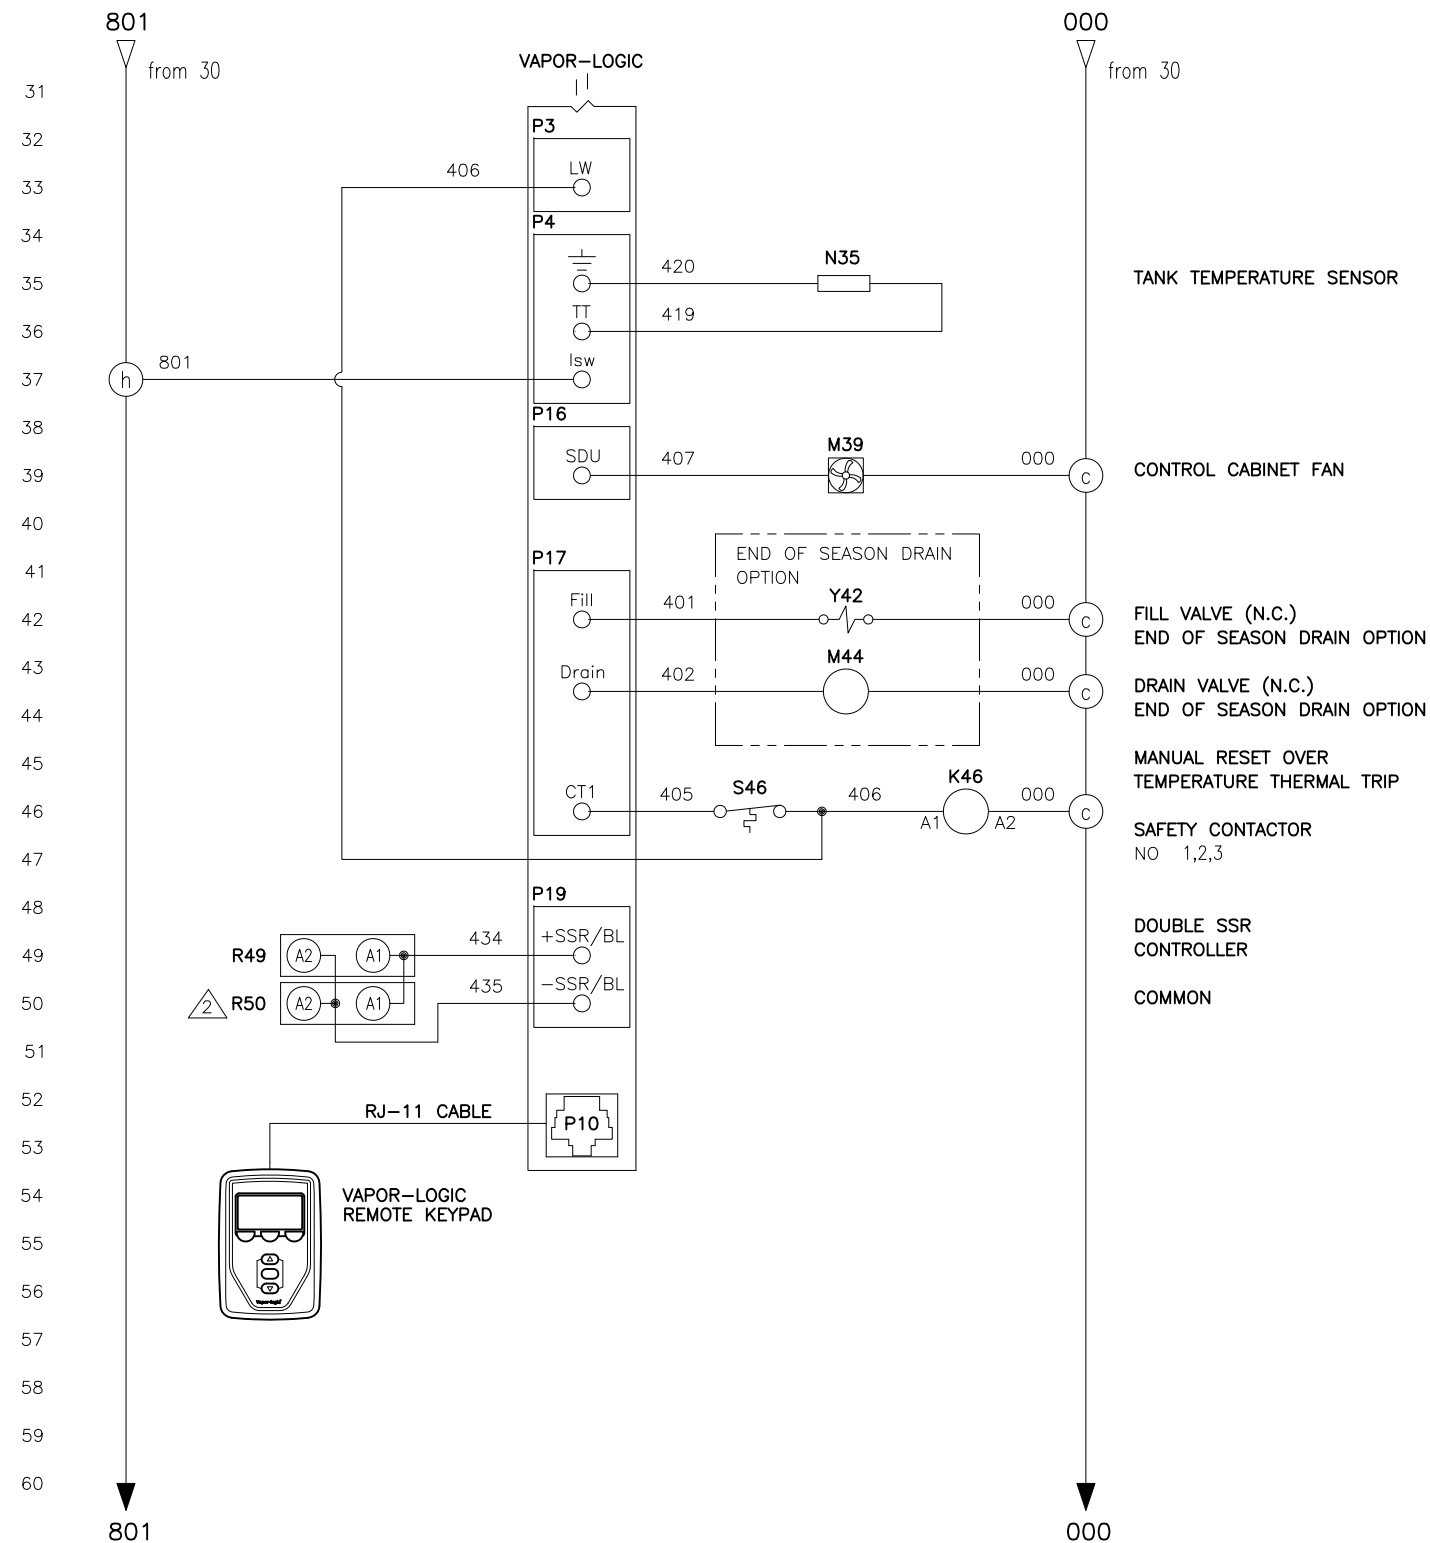 801
000
from 30
from 30
VAPOR-LOGIC
31
P3
32
LW
406
33
34
P4
N35
420
35
TANK TEMPERATURE SENSOR
TT
419
36
Isw
801
37
h
38
P16
M39
SDU
407
000
39
c
CONTROL CABINET FAN
40
END OF SEASON DRAIN
OPTION
41
P17
Fill
401
Y42
000
42
c
FILL VALVE (N.C.)
END OF SEASON DRAIN OPTION
43
M44
Drain
402
000
c
DRAIN VALVE (N.C.)
END OF SEASON DRAIN OPTION
44
45
MANUAL RESET OVER
TEMPERATURE THERMAL TRIP
CT1
405
S46
406
K46
000
46
A1
A2
c
SAFETY CONTACTOR
NO 1,2,3
47
48
P19
DOUBLE SSR
CONTROLLER
+SSR/BL
434
49
R49
A2
A1
-SSR/BL
435
50
2
R50
A2
A1
COMMON
51
52
RJ-11 CABLE
P10
53
54
VAPOR-LOGIC
REMOTE KEYPAD
55
56
Vapor-logic
57
58
59
60
801
000